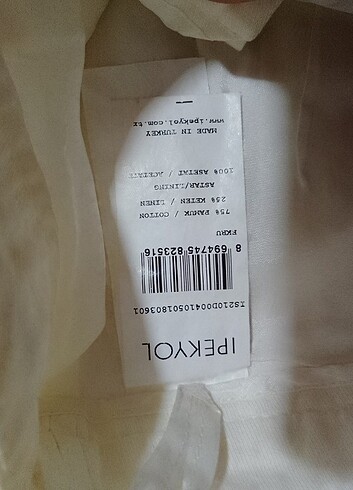 IPEKYOL
IS210D00410501803601
8 694745 823516
EKRU
75% PAMUK / COTTON
25% KETEN / LINEN
ASTAR/LINING
100% ASETAT / ACETATE
MADE IN TURKEY
www.ipekyol.com.tr